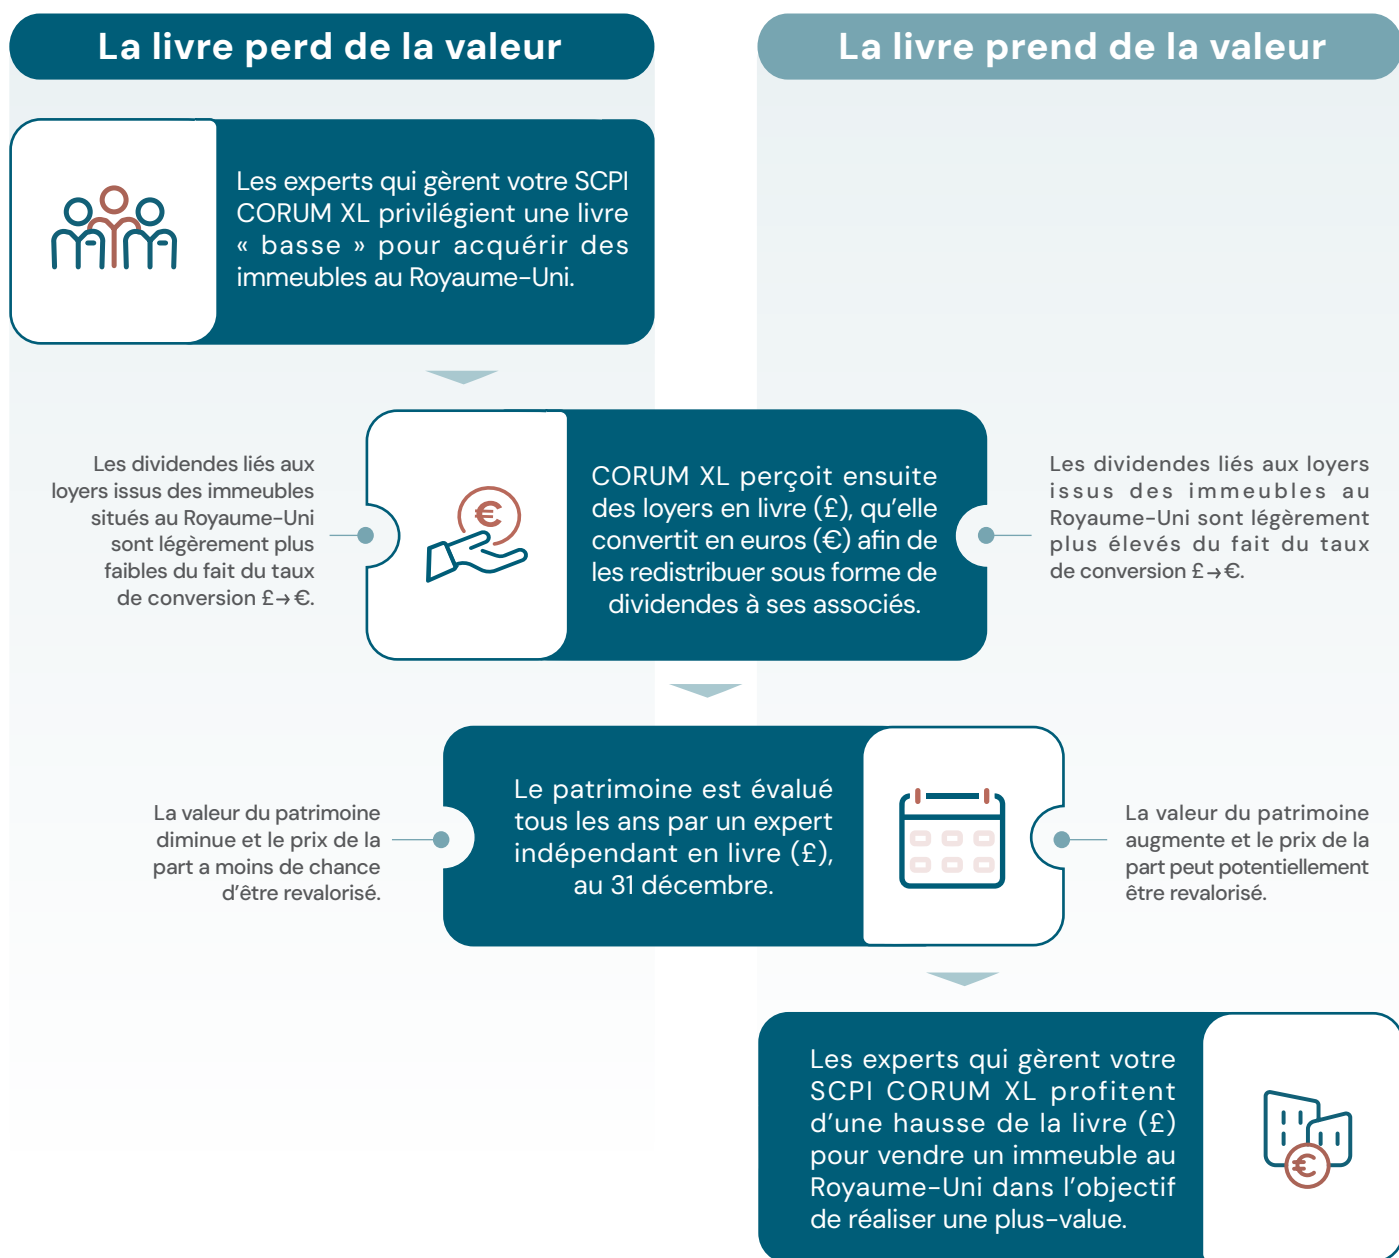 La livre perd de la valeur
La livre prend de la valeur
Les experts qui gèrent votre SCPI
CORUM XL privilégient une livre
« basse » pour acquérir des
immeubles au Royaume-Uni.
Les dividendes liés aux
loyers issus des immeubles
situés au Royaume-Uni
sont légèrement plus
faibles du fait du taux
de conversion £→€.
€
CORUM XL perçoit ensuite
des loyers en livre (£), qu’elle
convertit en euros (€) afin de
les redistribuer sous forme de
dividendes à ses associés.
Les dividendes liés aux loyers
issus des immeubles au
Royaume-Uni sont légèrement
plus élevés du fait du taux
de conversion £→€.
La valeur du patrimoine
diminue et le prix de la
part a moins de chance
d’être revalorisé.
Le patrimoine est évalué
tous les ans par un expert
indépendant en livre (£),
au 31 décembre.
La valeur du patrimoine
augmente et le prix de la
part peut potentiellement
être revalorisé.
Les experts qui gèrent votre
SCPI CORUM XL profitent
d’une hausse de la livre (£)
pour vendre un immeuble au
Royaume-Uni dans l’objectif
de réaliser une plus-value.
€